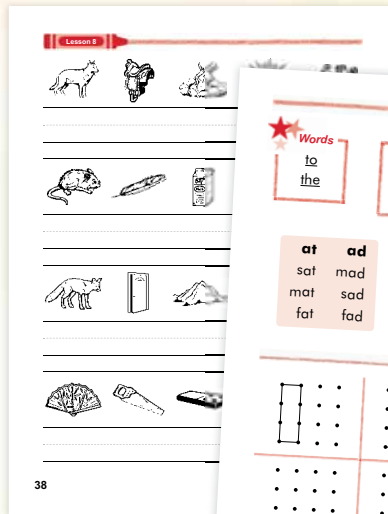 Lesson 8
Words
to
the
at ad
sat mad
mat sad
fat fad
38